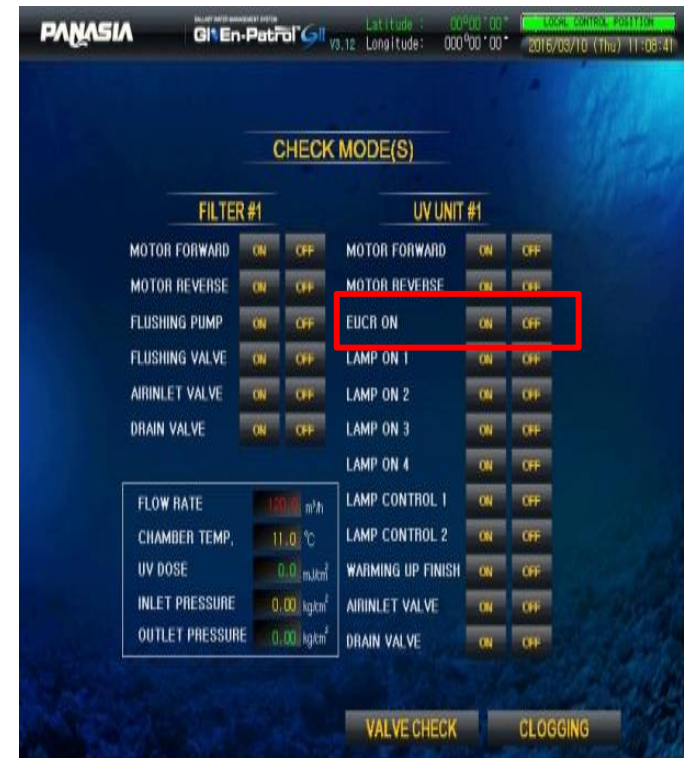 PANASIA
BALLAST WATER MANAGEMENT SYSTEM
GloEn-Patrol GII V3.12
Latitude : 00°00'00"
Longitude: 000°00'00"
LOCAL CONTROL POSITION
2016/03/10 (Thu) 11:08:41
CHECK MODE(S)
FILTER #1
MOTOR FORWARD ON OFF
MOTOR REVERSE ON OFF
FLUSHING PUMP ON OFF
FLUSHING VALVE ON OFF
AIRINLET VALVE ON OFF
DRAIN VALVE ON OFF
FLOW RATE m³/h
CHAMBER TEMP, 11.0 °C
UV DOSE 0.0 mJ/cm²
INLET PRESSURE 0.00 kg/cm²
OUTLET PRESSURE 0.00 kg/cm²
UV UNIT #1
MOTOR FORWARD ON OFF
MOTOR REVERSE ON OFF
EUCR ON ON OFF
LAMP ON 1 ON OFF
LAMP ON 2 ON OFF
LAMP ON 3 ON OFF
LAMP ON 4 ON OFF
LAMP CONTROL 1 ON OFF
LAMP CONTROL 2 ON OFF
WARMING UP FINISH ON OFF
AIRINLET VALVE ON OFF
DRAIN VALVE ON OFF
VALVE CHECK
CLOGGING